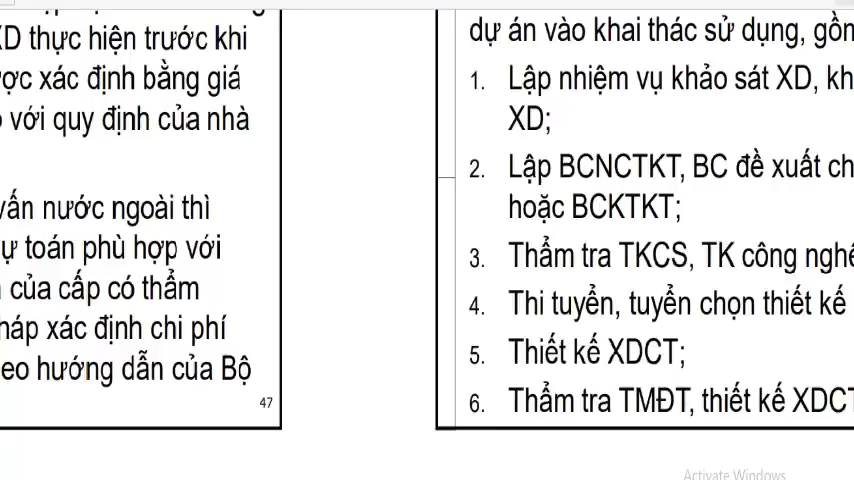 XD thực hiện trước khi
ược xác định bằng giá
với quy định của nhà
vấn nước ngoài thì
ự toán phù hợp với
của cấp có thẩm
háp xác định chi phí
eo hướng dẫn của Bộ
47
dự án vào khai thác sử dụng, gồm
1. Lập nhiệm vụ khảo sát XD, kh
XD;
2. Lập BCNCTKT, BC đề xuất ch
hoặc BCKTKT;
3. Thẩm tra TKCS, TK công nghệ
4. Thi tuyển, tuyển chọn thiết kế
5. Thiết kế XDCT;
6. Thẩm tra TMĐT, thiết kế XDCT
Activate Windows